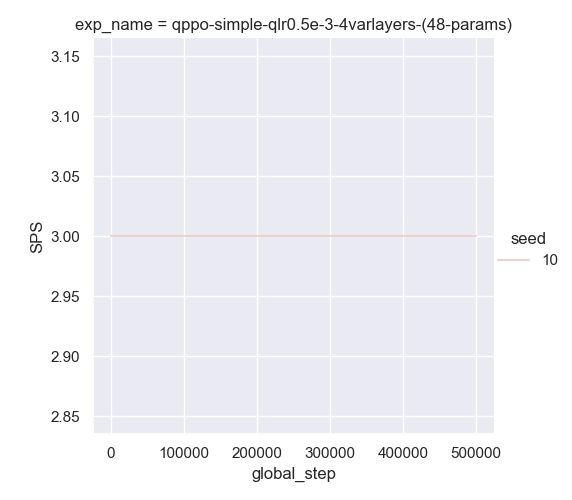 exp_name = qppo-simple-qlr0.5e-3-4varlayers-(48-params)
3.15
3.10
3.05
3.00
2.95
2.90
2.85
SPS
0 100000 200000 300000 400000 500000
global_step
seed
10